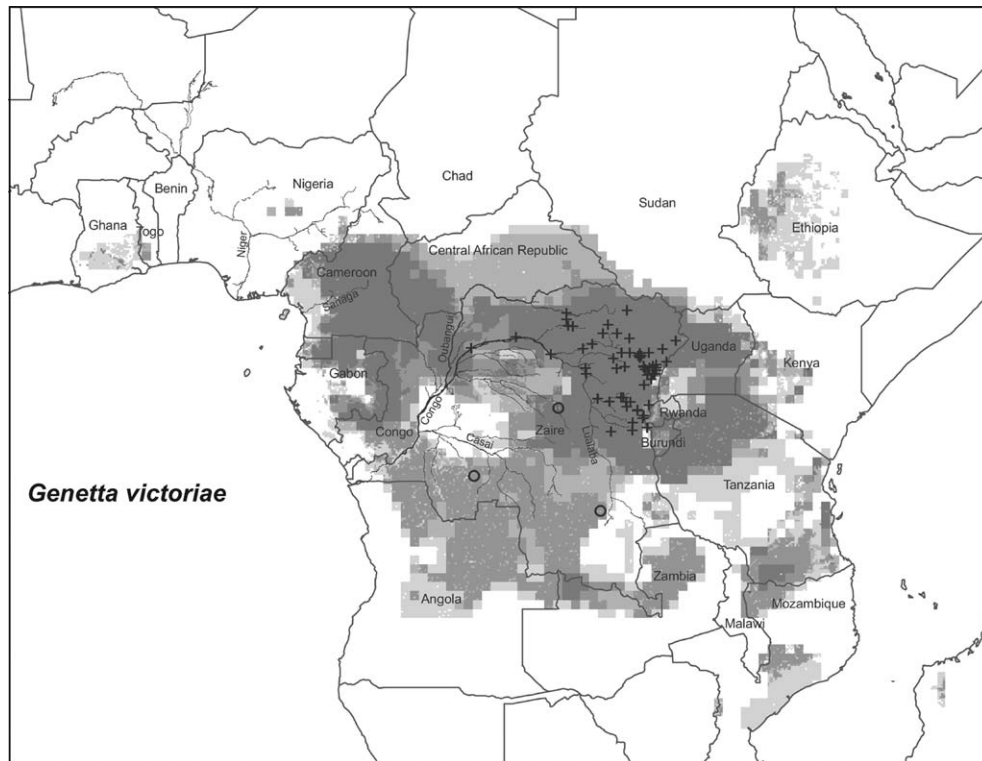 Chad
Sudan
Nigeria
Benin
Ghana
Togo
Niger
Ethiopia
Central African Republic
Cameroon
Sanaga
Oubangui
Uganda
Kenya
Gabon
Congo
Rwanda
Congo
Zaire
Burundi
Casai
Lualaba
Tanzania
Genetta victoriae
Zambia
Angola
Mozambique
Malawi